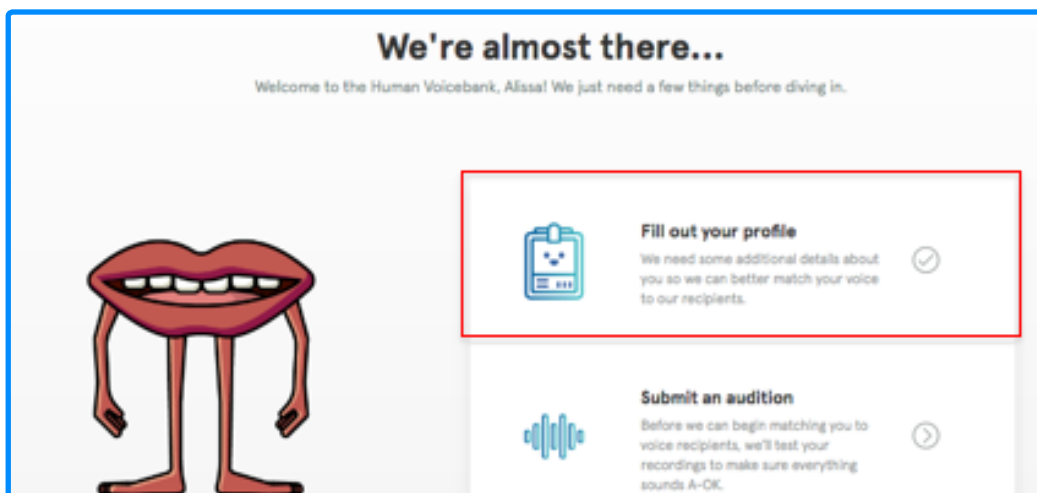 We're almost there...
Welcome to the Human Voicebank, Alissa! We just need a few things before diving in.
Fill out your profile
We need some additional details about
you so we can better match your voice
to our recipients.
Submit an audition
Before we can begin matching you to
voice recipients, we'll test your
recordings to make sure everything
sounds A-OK.